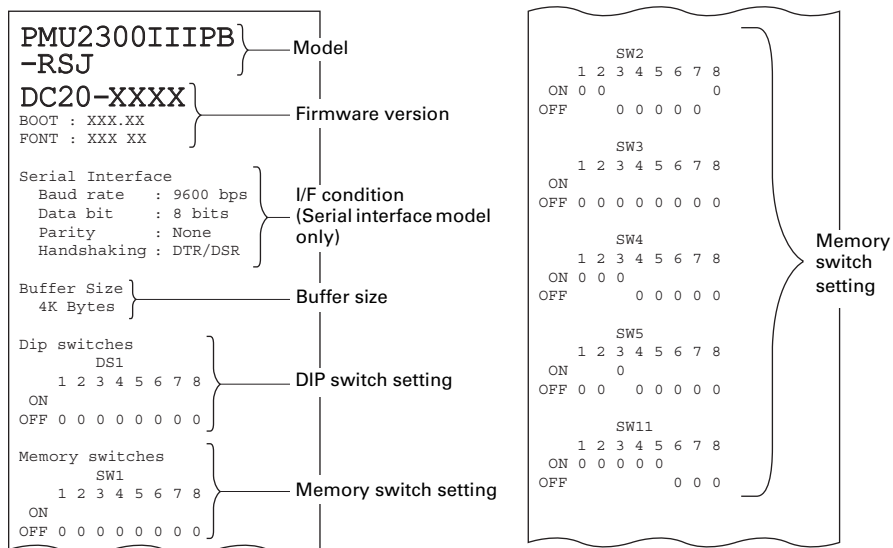 PMU2300IIIPB
-RSJ
Model
DC20-XXXX
BOOT : XXX.XX
FONT : XXX XX
Firmware version
Serial Interface
Baud rate : 9600 bps
Data bit : 8 bits
Parity : None
Handshaking : DTR/DSR
I/F condition
(Serial interface model
only)
Buffer Size
4K Bytes
Buffer size
Dip switches
DS1
1 2 3 4 5 6 7 8
ON
OFF 0 0 0 0 0 0 0 0
DIP switch setting
Memory switches
SW1
1 2 3 4 5 6 7 8
ON
OFF 0 0 0 0 0 0 0 0
Memory switch setting
SW2
1 2 3 4 5 6 7 8
ON 0 0 0
OFF 0 0 0 0 0
SW3
1 2 3 4 5 6 7 8
ON
OFF 0 0 0 0 0 0 0 0
SW4
1 2 3 4 5 6 7 8
ON 0 0 0
OFF 0 0 0 0 0
SW5
1 2 3 4 5 6 7 8
ON 0
OFF 0 0 0 0 0 0 0
SW11
1 2 3 4 5 6 7 8
ON 0 0 0 0 0
OFF 0 0 0
Memory
switch
setting